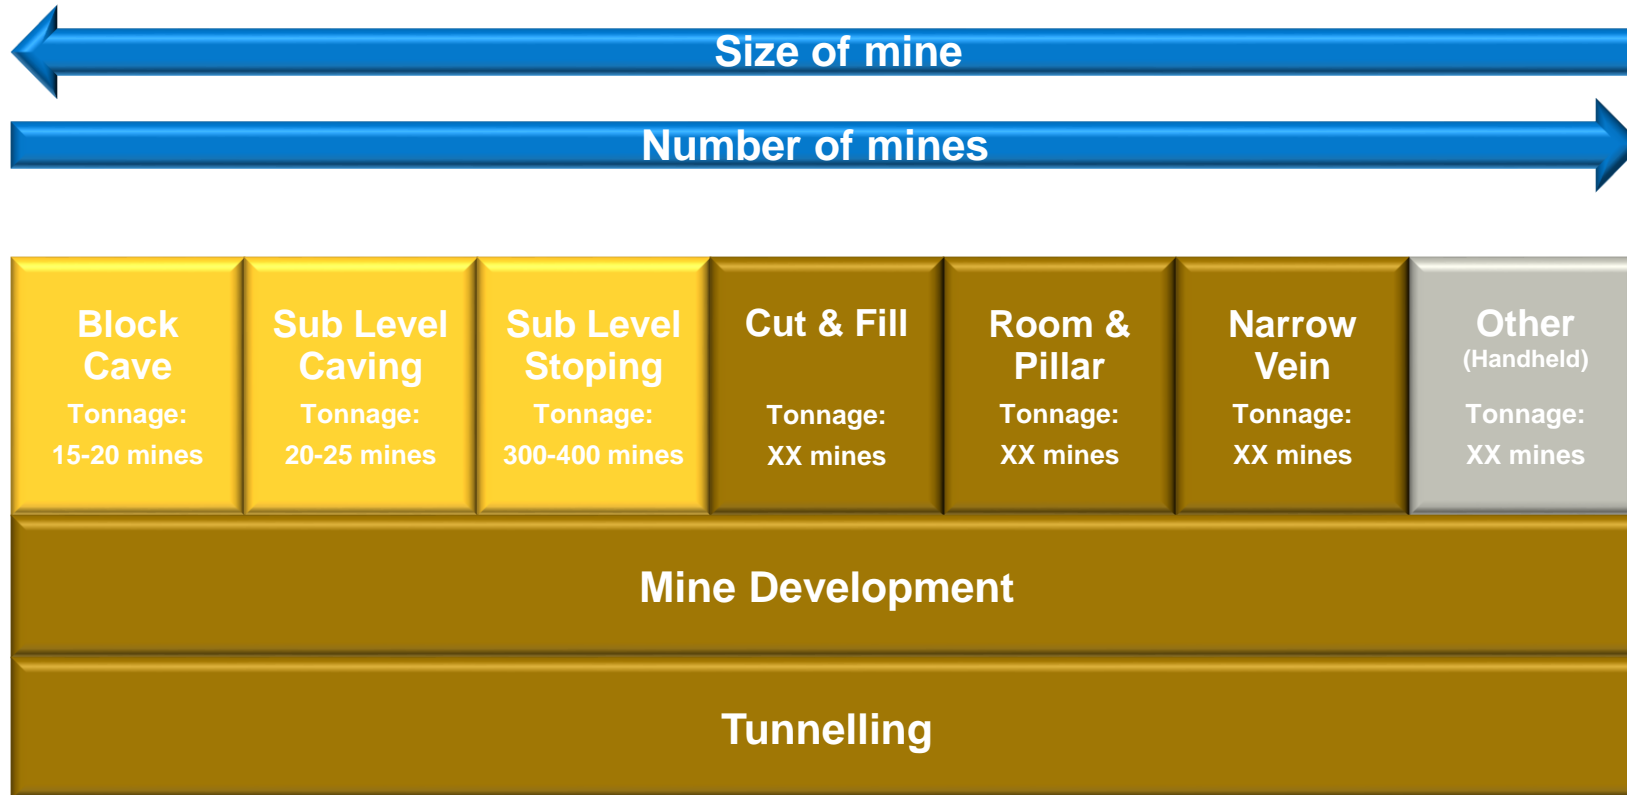 Size of mine
Number of mines
Block
Cave
Tonnage:
15-20 mines
Sub Level
Caving
Tonnage:
20-25 mines
Sub Level
Stoping
Tonnage:
300-400 mines
Cut & Fill
Tonnage:
XX mines
Room &
Pillar
Tonnage:
XX mines
Narrow
Vein
Tonnage:
XX mines
Other
(Handheld)
Tonnage:
XX mines
Mine Development
Tunnelling